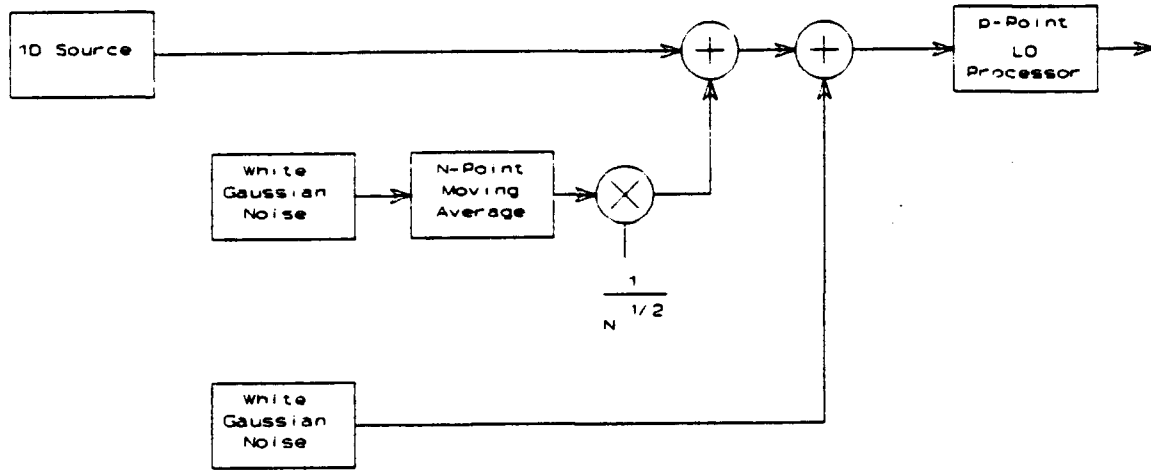 1D Source
+
+
p-Point
LO
Processor
White
Gaussian
Noise
N-Point
Moving
Average
1
N 1/2
White
Gaussian
Noise